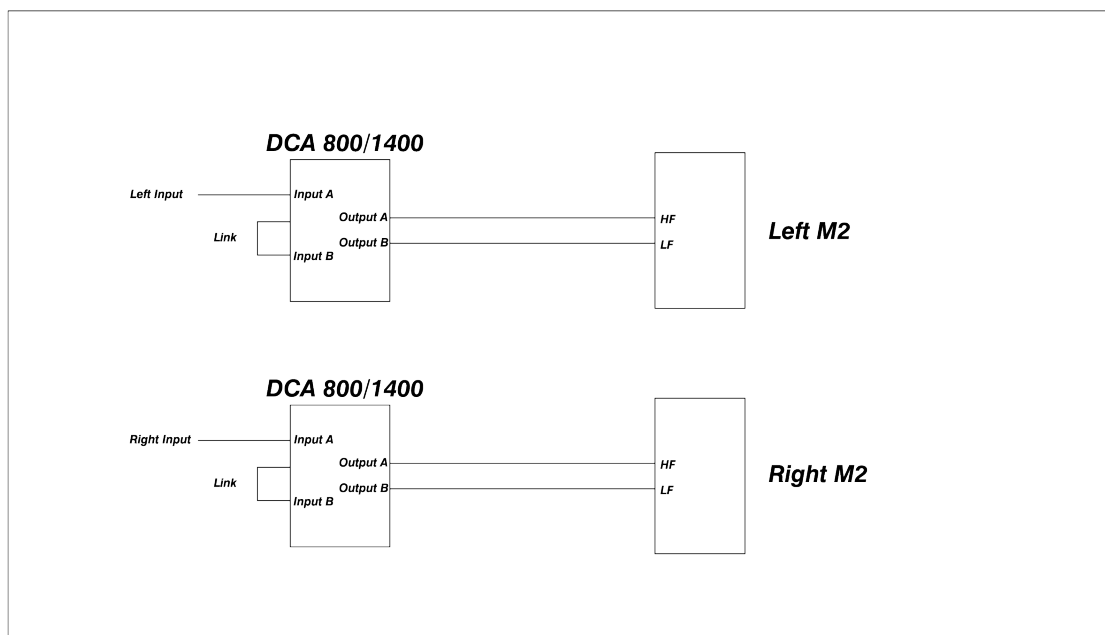 DCA 800/1400
Left Input
Input A
Output A
HF
Left M2
Link
Output B
LF
Input B
DCA 800/1400
Right Input
Input A
Output A
HF
Right M2
Link
Output B
LF
Input B